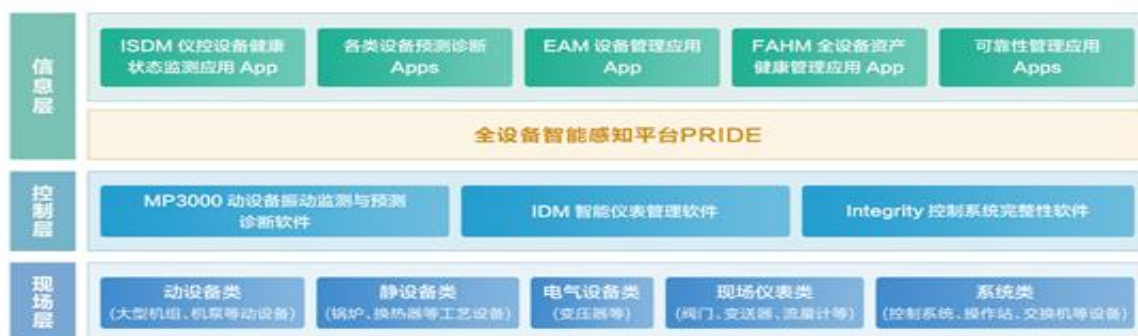 信息层
ISDM 仪控设备健康
状态监测应用 App
各类设备预测诊断
Apps
EAM 设备管理应用
App
FAHM 全设备资产
健康管理应用 App
可靠性管理应用
Apps
全设备智能感知平台PRIDE
控制层
MP3000 动设备振动监测与预测
诊断软件
IDM 智能仪表管理软件
Integrity 控制系统完整性软件
现场层
动设备类
(大型机组、机泵等动设备)
静设备类
(锅炉、换热器等工艺设备)
电气设备类
(变压器等)
现场仪表类
(阀门、变送器、流量计等)
系统类
(控制系统、操作站、交换机等设备)